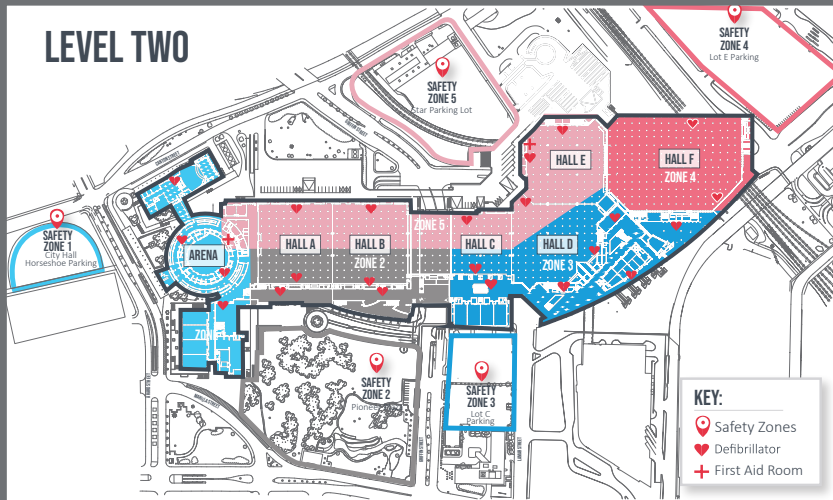 LEVEL TWO
SAFETY
ZONE 4
Lot E Parking
SAFETY
ZONE 5
Star Parking Lot
HALL E
HALL F
ZONE 4
SAFETY
ZONE 1
City Hall
Horseshoe Parking
ARENA
HALL A
HALL B
ZONE 2
ZONE 5
HALL C
HALL D
ZONE 3
ZONE 1
SAFETY
ZONE 2
SAFETY
ZONE 3
Lot C
Parking
KEY:
Safety Zones
Defibrillator
First Aid Room